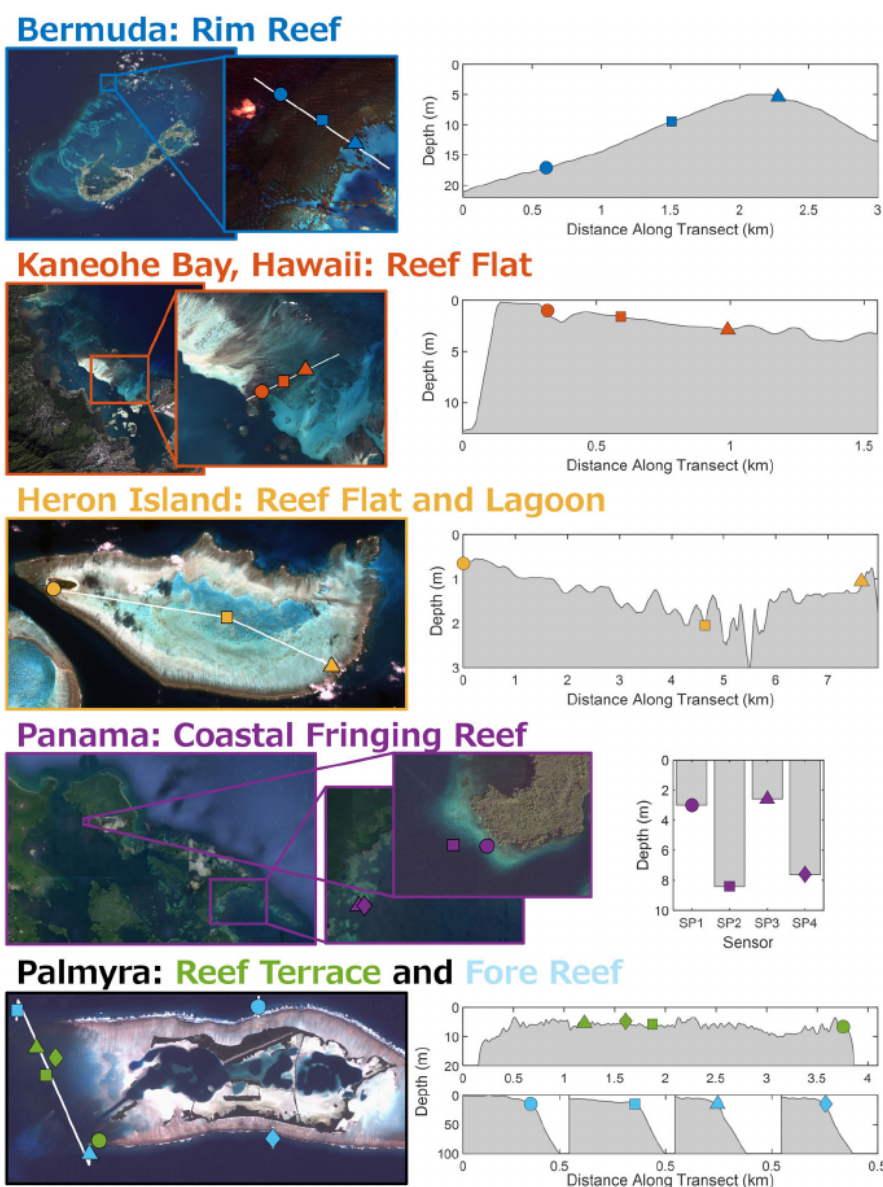 Bermuda: Rim Reef
0
5
10
15
20
Depth (m)
0 0.5 1 1.5 2 2.5 3
Distance Along Transect (km)
Kaneohe Bay, Hawaii: Reef Flat
0
5
10
Depth (m)
0.5 1 1.5
Distance Along Transect (km)
Heron Island: Reef Flat and Lagoon
0
1
2
3
Depth (m)
0 1 2 3 4 5 6 7
Distance Along Transect (km)
Panama: Coastal Fringing Reef
0
2
4
6
8
10
Depth (m)
SP1 SP2 SP3 SP4
Sensor
Palmyra: Reef Terrace and Fore Reef
0
10
20
0 0.5 1 1.5 2 2.5 3 3.5 4
Depth (m)
0
50
100
0 0.5 0.5 0.5 0.5
Distance Along Transect (km)